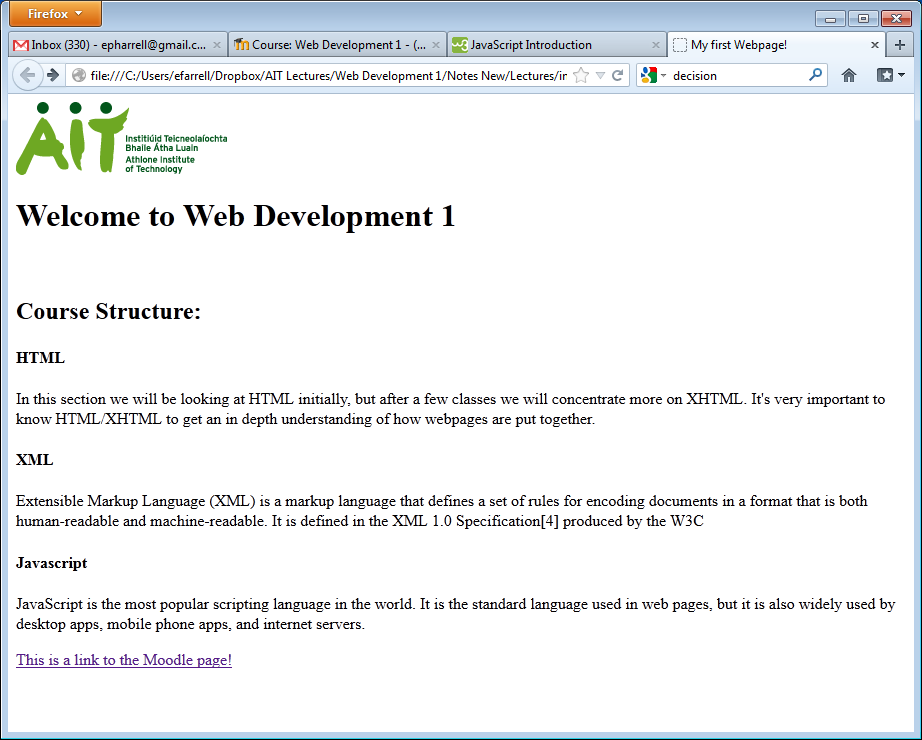 Firefox
Inbox (330) - epharrell@gmail.c...
Course: Web Development 1 - (...
w3
JavaScript Introduction
My first Webpage!
file:///C:/Users/efarrell/Dropbox/AIT Lectures/Web Development 1/Notes New/Lectures/in
decision
AIT
Institiúid Teicneolaíochta
Bhaile Átha Luain
Athlone Institute
of Technology
Welcome to Web Development 1
Course Structure:
HTML
In this section we will be looking at HTML initially, but after a few classes we will concentrate more on XHTML. It's very important to
know HTML/XHTML to get an in depth understanding of how webpages are put together.
XML
Extensible Markup Language (XML) is a markup language that defines a set of rules for encoding documents in a format that is both
human-readable and machine-readable. It is defined in the XML 1.0 Specification[4] produced by the W3C
Javascript
JavaScript is the most popular scripting language in the world. It is the standard language used in web pages, but it is also widely used by
desktop apps, mobile phone apps, and internet servers.
This is a link to the Moodle page!